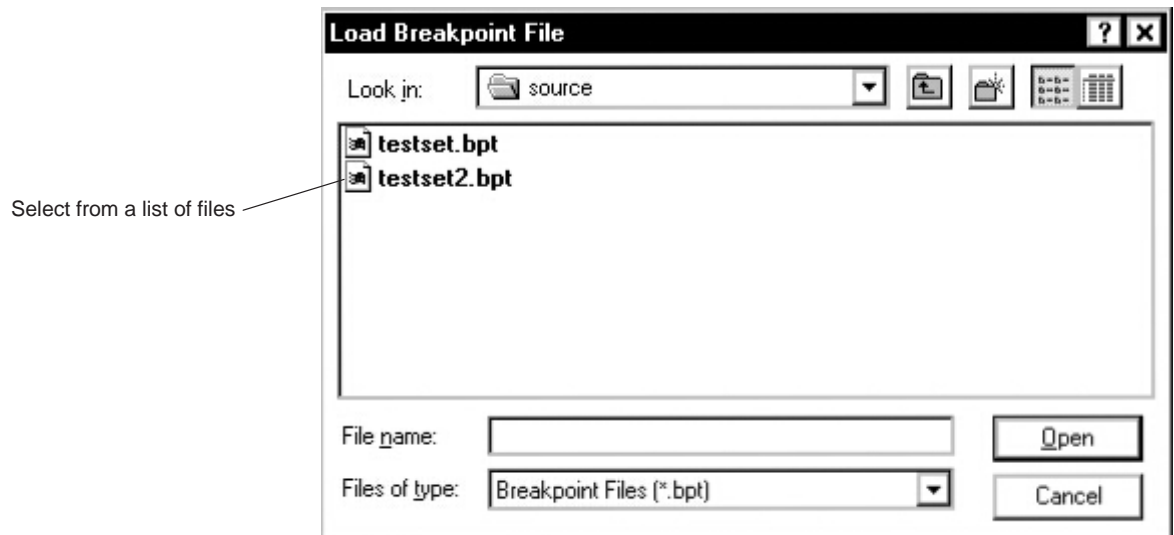 Load Breakpoint File
Look in: source
testset.bpt
testset2.bpt
Select from a list of files
File name:
Open
Files of type: Breakpoint Files (*.bpt)
Cancel